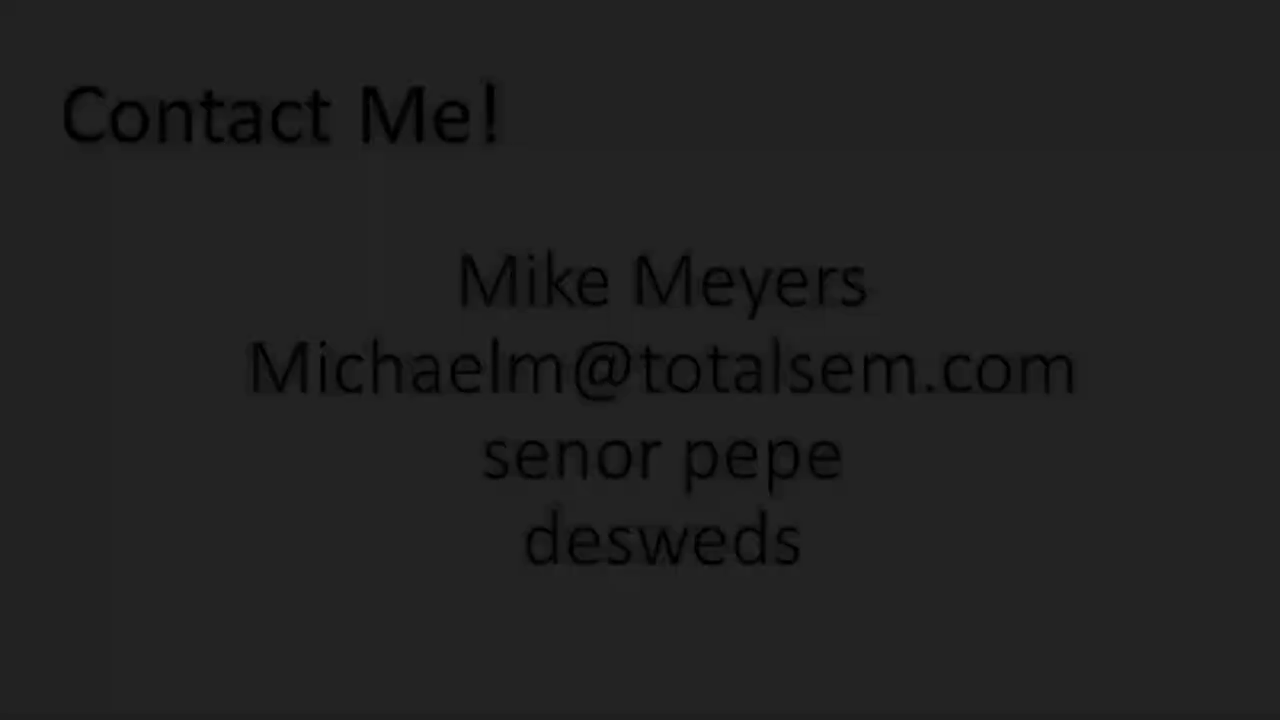 Contact Me!
Mike Meyers
Michaelm@totalsem.com
senor pepe
desweds